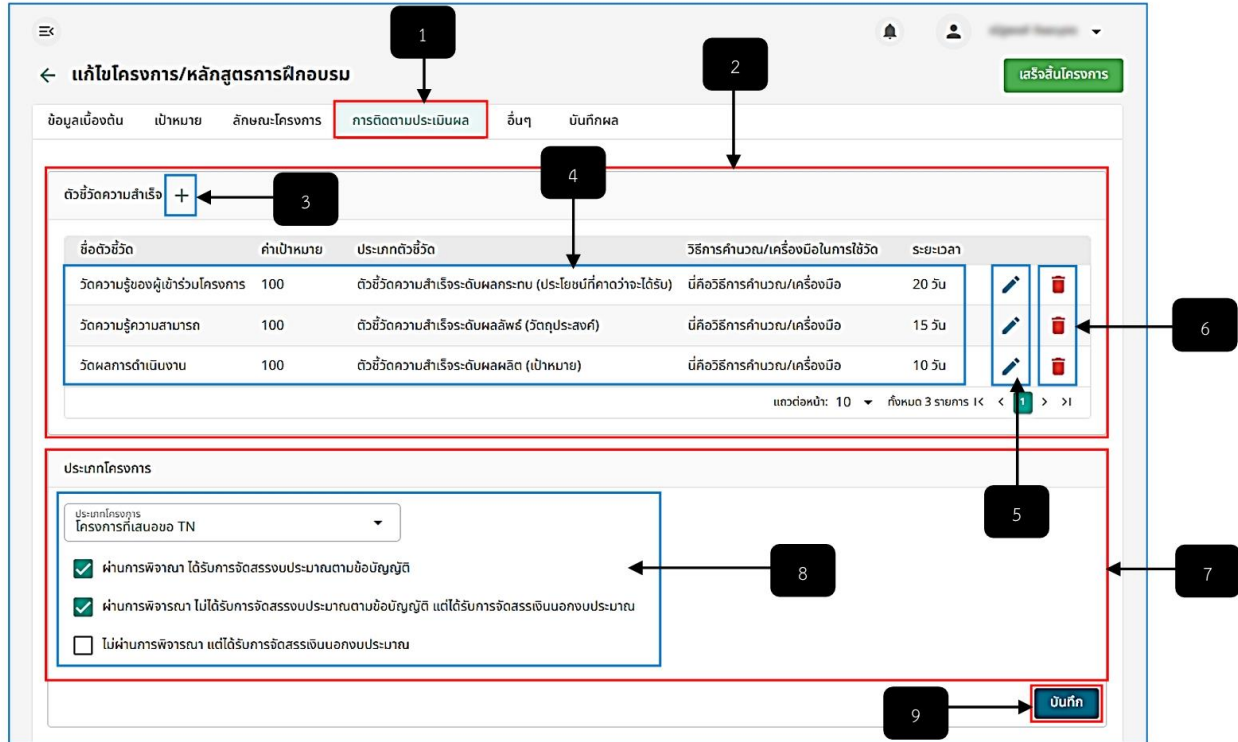 1
2
แก้ไขโครงการ/หลักสูตรการฝึกอบรม
เสร็จสิ้นโครงการ
ข้อมูลเบื้องต้น เป้าหมาย ลักษณะโครงการ การติดตามประเมินผล อื่นๆ บันทึกผล
4
ตัวชี้วัดความสำเร็จ +
3
ชื่อตัวชี้วัด ค่าเป้าหมาย ประเภทตัวชี้วัด วิธีการคำนวณ/เครื่องมือในการใช้วัด ระยะเวลา
วัดความรู้ของผู้เข้าร่วมโครงการ 100 ตัวชี้วัดความสำเร็จระดับผลกระทบ (ประโยชน์ที่คาดว่าจะได้รับ) นี่คือวิธีการคำนวณ/เครื่องมือ 20 วัน
วัดความรู้ความสามารถ 100 ตัวชี้วัดความสำเร็จระดับผลลัพธ์ (วัตถุประสงค์) นี่คือวิธีการคำนวณ/เครื่องมือ 15 วัน
6
วัดผลการดำเนินงาน 100 ตัวชี้วัดความสำเร็จระดับผลผลิต (เป้าหมาย) นี่คือวิธีการคำนวณ/เครื่องมือ 10 วัน
แถวต่อหน้า: 10 ทั้งหมด 3 รายการ 1
ประเภทโครงการ
5
ประเภทโครงการ
โครงการที่เสนอขอ TN
ผ่านการพิจาณา ได้รับการจัดสรรงบประมาณตามข้อบัญญัติ
8
7
ผ่านการพิจารณา ไม่ได้รับการจัดสรรงบประมาณตามข้อบัญญัติ แต่ได้รับการจัดสรรเงินนอกงบประมาณ
ไม่ผ่านการพิจารณา แต่ได้รับการจัดสรรเงินนอกงบประมาณ
บันทึก
9